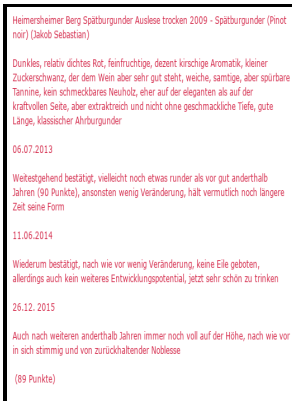 Heimersheimer Berg Spätburgunder Auslese trocken 2009 - Spätburgunder (Pinot
noir) (Jakob Sebastian)
Dunkles, relativ dichtes Rot, feinfruchtige, dezent kirschige Aromatik, kleiner
Zuckerschwanz, der dem Wein aber sehr gut steht, weiche, samtige, aber spürbare
Tannine, kein schmeckbares Neuholz, eher auf der eleganten als auf der
kraftvollen Seite, aber extraktreich und nicht ohne geschmackliche Tiefe, gute
Länge, klassischer Ahrburgunder
06.07.2013
Weitestgehend bestätigt, vielleicht noch etwas runder als vor gut anderthalb
Jahren (90 Punkte), ansonsten wenig Veränderung, hält vermutlich noch längere
Zeit seine Form
11.06.2014
Wiederum bestätigt, nach wie vor wenig Veränderung, keine Eile geboten,
allerdings auch kein weiteres Entwicklungspotential, jetzt sehr schön zu trinken
26.12. 2015
Auch nach weiteren anderthalb Jahren immer noch voll auf der Höhe, nach wie vor
in sich stimmig und von zurückhaltender Noblesse
(89 Punkte)